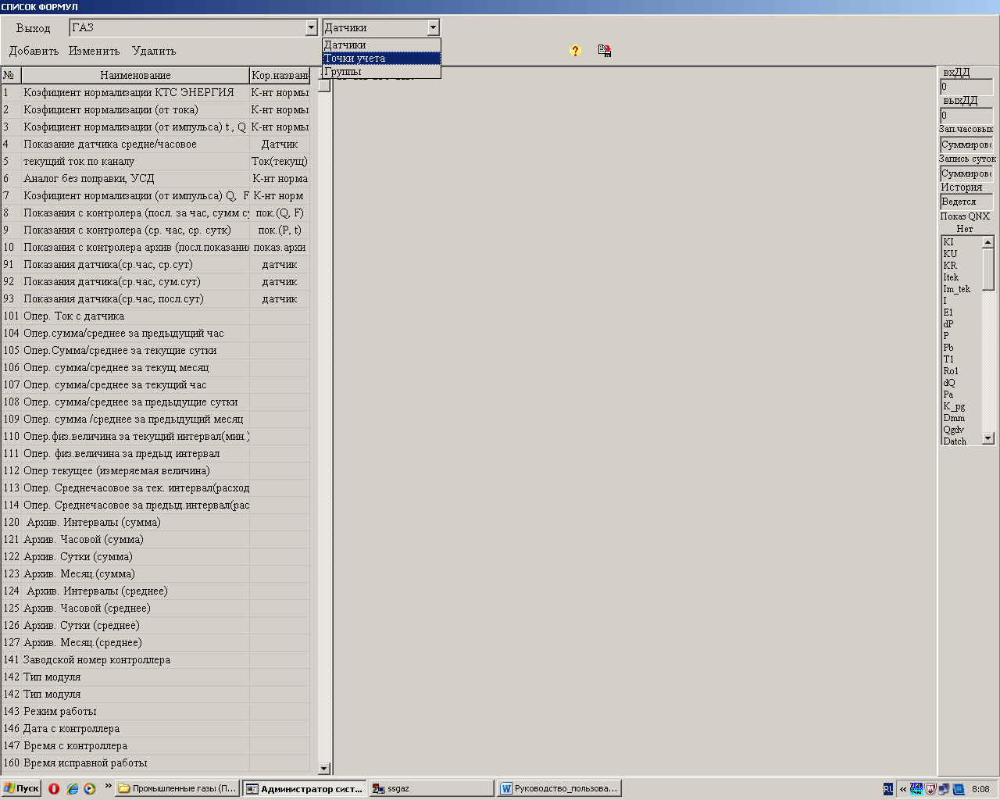 СПИСОК ФОРМУЛ
Выход ГАЗ Датчики
Добавить Изменить Удалить
Датчики
Точки учета
Группы
№ Наименование Кор.названи
1 Коэфициент нормализации КТС ЭНЕРГИЯ К-нт нормы
2 Коэфициент нормализации (от тока) К-нт нормы
3 Коэфициент нормализации (от импульса) t , Q К-нт нормы
4 Показание датчика средне/часовое Датчик
5 текущий ток по каналу Ток(текущ)
6 Аналог без поправки, УСД К-нт норма
7 Коэфициент нормализации (от импульса) Q, F К-нт норм
8 Показания с контролера (посл. за час, сумм су пок.(Q, F)
9 Показания с контролера (ср. час, ср. сутк) пок.(P, t)
10 Показания с контролера архив (посл.показания показ.архи
91 Показания датчика(ср.час, ср.сут) датчик
92 Показания датчика(ср.час, сум.сут) датчик
93 Показания датчика(ср.час, посл.сут) датчик
101 Опер. Ток с датчика
104 Опер.сумма/среднее за предыдущий час
105 Опер.Сумма/среднее за текущие сутки
106 Опер. сумма/среднее за текущ.месяц
107 Опер. сумма/среднее за текущий час
108 Опер. сумма/среднее за предыдущие сутки
109 Опер. сумма /среднее за предыдущий месяц
110 Опер.физ.величина за текущий интервал(мин.)
111 Опер. физ.величина за предыд интервал
112 Опер текущее (измеряемая величина)
113 Опер. Среднечасовое за тек. интервал(расход
114 Опер. Среднечасовое за предыд.интервал(рас
120 Архив. Интервалы (сумма)
121 Архив. Часовой (сумма)
122 Архив. Сутки (сумма)
123 Архив. Месяц.(сумма)
124 Архив. Интервалы (среднее)
125 Архив. Часовой (среднее)
126 Архив. Сутки (среднее)
127 Архив. Месяц.(среднее)
141 Заводской номер контроллера
142 Тип модуля
142 Тип модуля
143 Режим работы
146 Дата с контроллера
147 Время с контроллера
160 Время исправной работы
вхДД
0
выхДД
0
Зап.часовых
Суммирова
Запись суток
Суммирова
История
Ведется
Показ QNX
Нет
KI
KU
KR
Itek
Im_tek
I
E1
dP
P
Pb
T1
Ro1
dQ
Pa
K_pg
Dmm
Qgdv
Datch
Пуск » Промышленные газы (П... Администратор сист... ssgaz Руководство_пользова... RU « 8:08